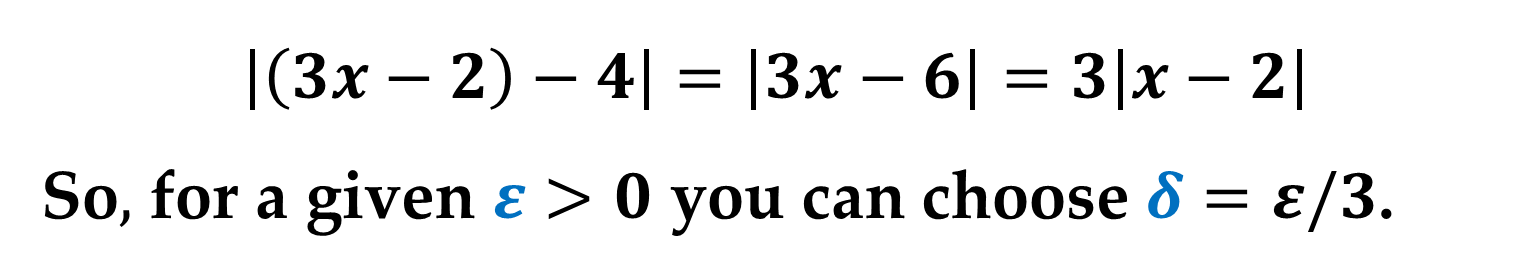 |(3x − 2) − 4| = |3x − 6| = 3|x − 2|
So, for a given ε > 0 you can choose δ = ε/3.